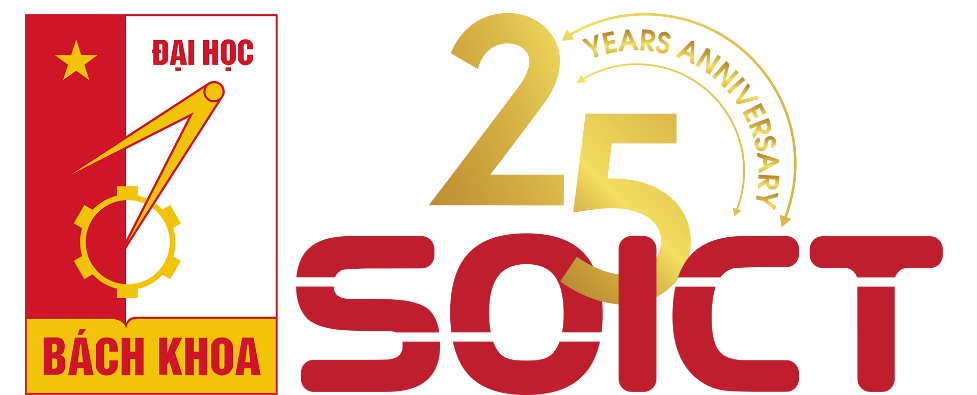 ĐẠI HỌC
BÁCH KHOA
25
YEARS ANNIVERSARY
SOICT